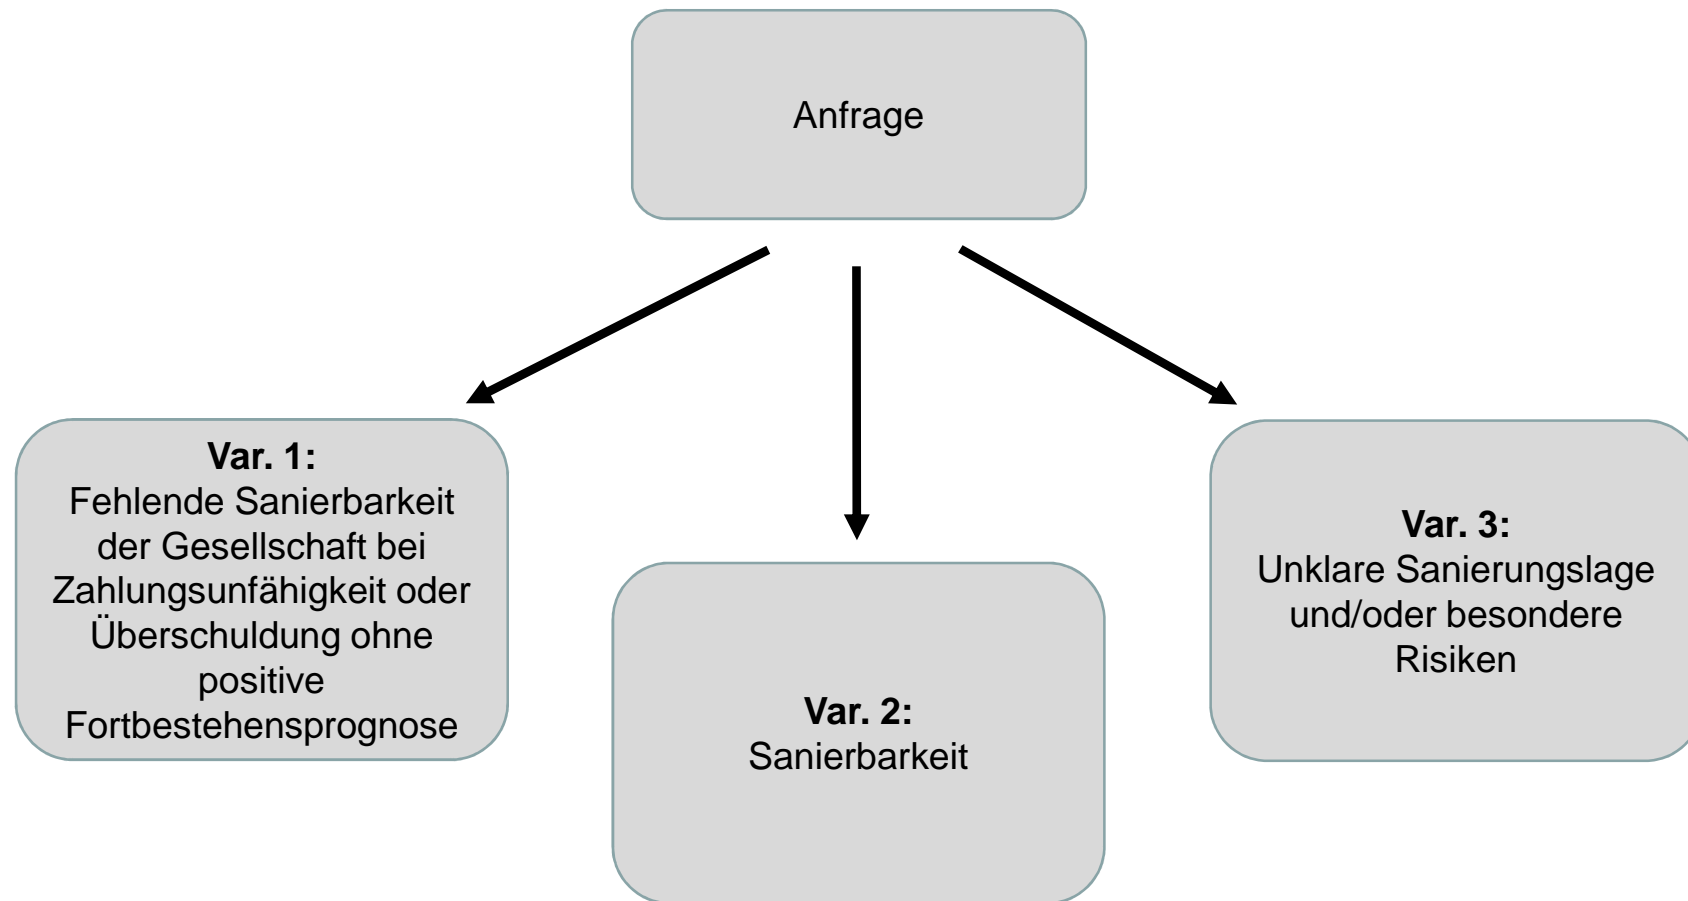 Anfrage
Var. 1:
Fehlende Sanierbarkeit
der Gesellschaft bei
Zahlungsunfähigkeit oder
Überschuldung ohne
positive
Fortbestehensprognose
Var. 2:
Sanierbarkeit
Var. 3:
Unklare Sanierungslage
und/oder besondere
Risiken